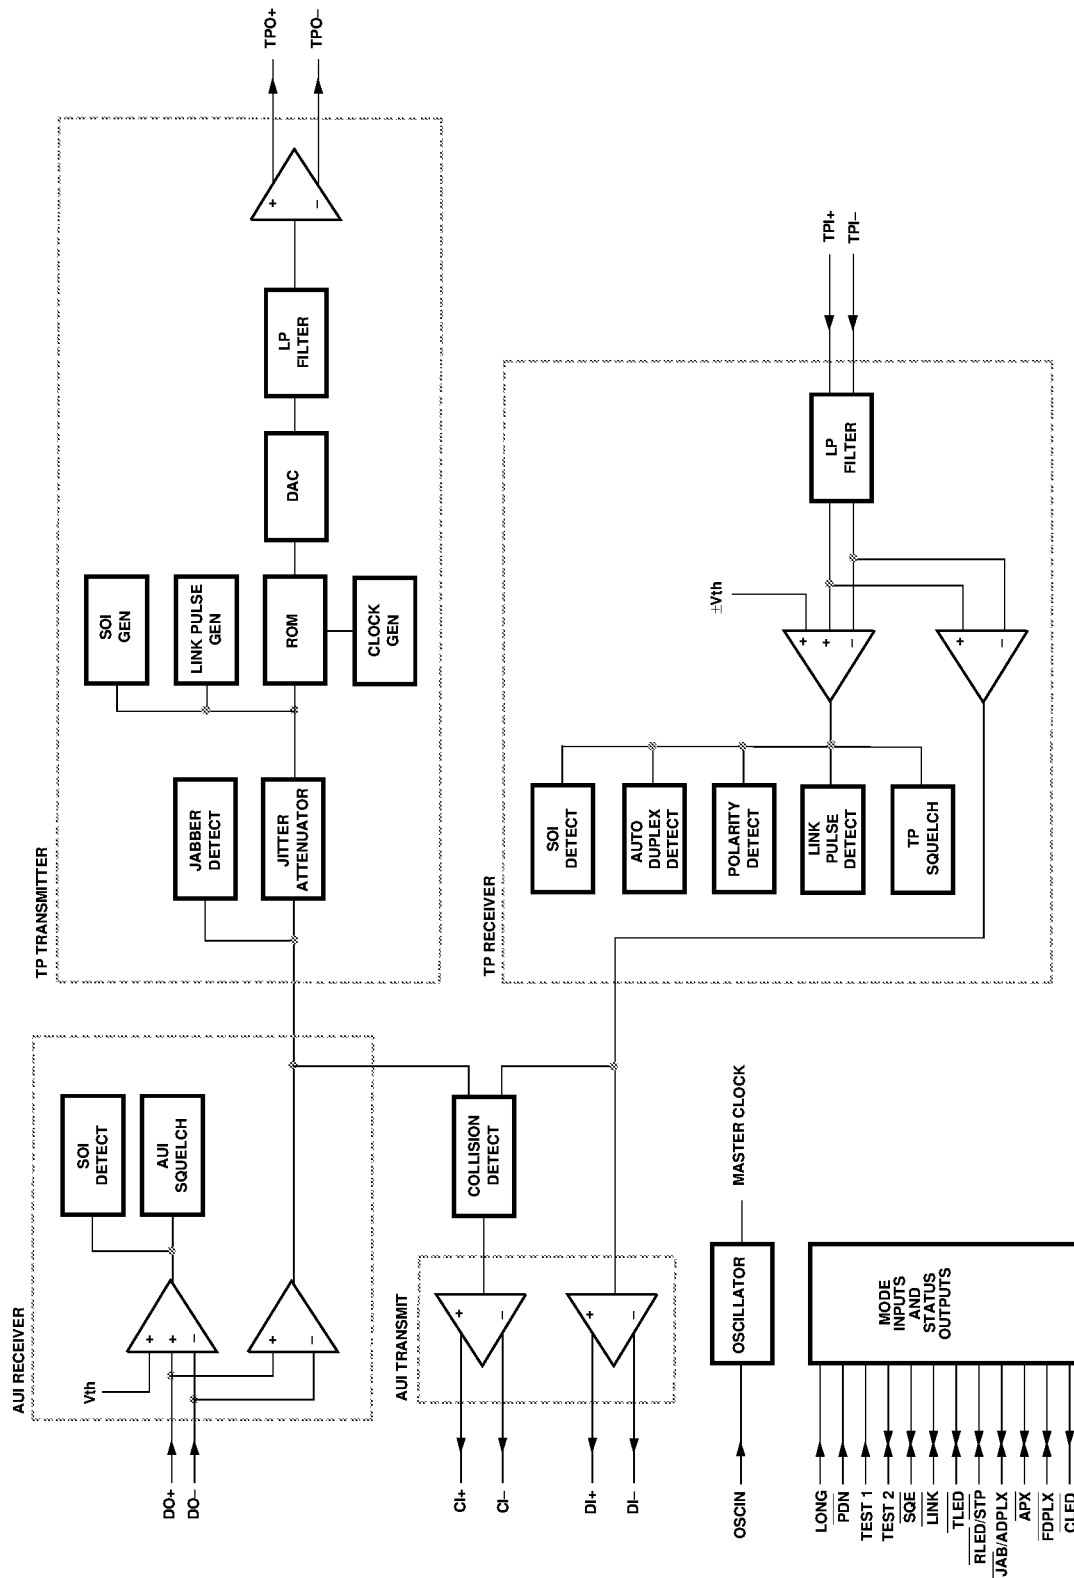 TP TRANSMITTER
SOI
GEN
LINK PULSE
GEN
JABBER
DETECT
JITTER
ATTENUATOR
ROM
CLOCK
GEN
DAC
LP
FILTER
+
–
TPO+
TPO–
AUI RECEIVER
SOI
DETECT
AUI
SQUELCH
Vth
+
+
–
+
–
DO+
DO–
TP RECEIVER
SOI
DETECT
AUTO
DUPLEX
DETECT
POLARITY
DETECT
LINK
PULSE
DETECT
TP
SQUELCH
±Vth
+
+
–
+
–
LP
FILTER
TPI+
TPI–
COLLISION
DETECT
AUI TRANSMIT
+
–
+
–
CI+
CI–
DI+
DI–
OSCIN
OSCILLATOR
MASTER CLOCK
MODE
INPUTS
AND
STATUS
OUTPUTS
LONG
PDN
TEST 1
TEST 2
SQE
LINK
TLED
RLED/STP
JAB/ADPLX
APX
FDPLX
CLED